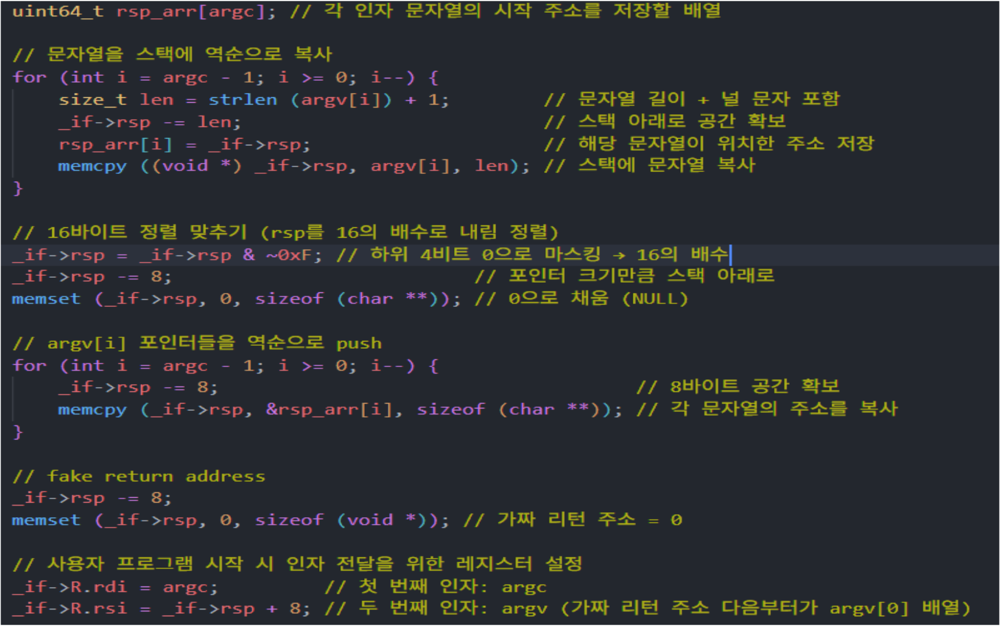 uint64_t rsp_arr[argc]; // 각 인자 문자열의 시작 주소를 저장할 배열
// 문자열을 스택에 역순으로 복사
for (int i = argc - 1; i >= 0; i--) {
size_t len = strlen (argv[i]) + 1; // 문자열 길이 + 널 문자 포함
_if->rsp -= len; // 스택 아래로 공간 확보
rsp_arr[i] = _if->rsp; // 해당 문자열이 위치한 주소 저장
memcpy ((void *) _if->rsp, argv[i], len); // 스택에 문자열 복사
}
// 16바이트 정렬 맞추기 (rsp를 16의 배수로 내림 정렬)
_if->rsp = _if->rsp & ~0xF; // 하위 4비트 0으로 마스킹 → 16의 배수
_if->rsp -= 8; // 포인터 크기만큼 스택 아래로
memset (_if->rsp, 0, sizeof (char **)); // 0으로 채움 (NULL)
// argv[i] 포인터들을 역순으로 push
for (int i = argc - 1; i >= 0; i--) {
_if->rsp -= 8; // 8바이트 공간 확보
memcpy (_if->rsp, &rsp_arr[i], sizeof (char **)); // 각 문자열의 주소를 복사
}
// fake return address
_if->rsp -= 8;
memset (_if->rsp, 0, sizeof (void *)); // 가짜 리턴 주소 = 0
// 사용자 프로그램 시작 시 인자 전달을 위한 레지스터 설정
_if->R.rdi = argc; // 첫 번째 인자: argc
_if->R.rsi = _if->rsp + 8; // 두 번째 인자: argv (가짜 리턴 주소 다음부터가 argv[0] 배열)